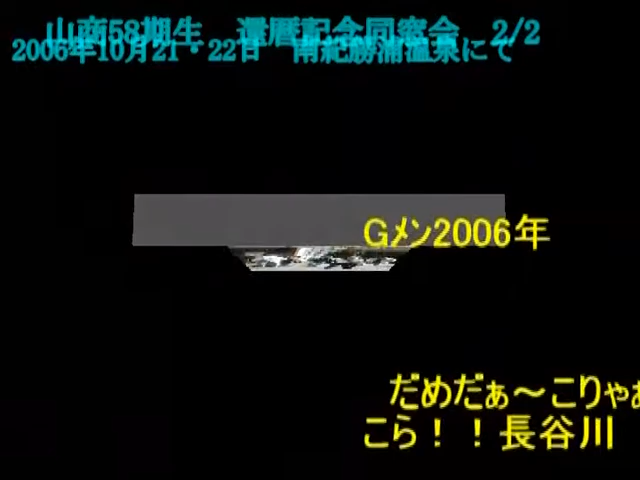 山商58期生 還暦記念同窓会 2/2
2006年10月21・22日 南紀勝浦温泉にて
Gメン2006年
だめだぁ～こりゃぁ
こら！！長谷川